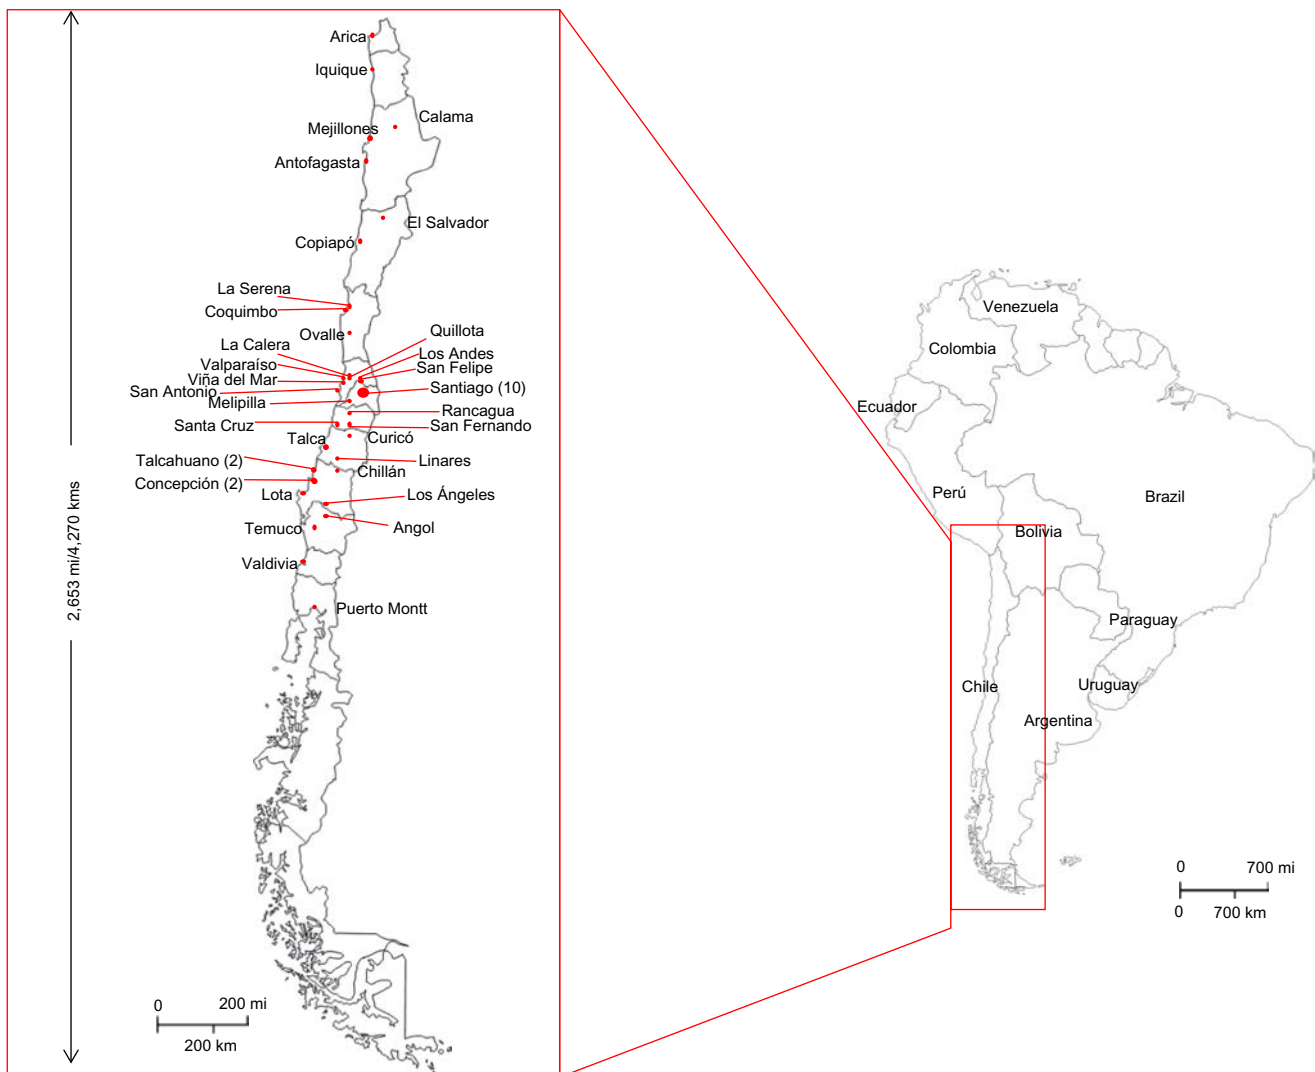 Arica
Iquique
Calama
Mejillones
Antofagasta
El Salvador
Copiapó
La Serena
Coquimbo
Ovalle
Quillota
La Calera
Los Andes
Valparaíso
San Felipe
Viña del Mar
San Antonio
Santiago (10)
Melipilla
Rancagua
Santa Cruz
San Fernando
Talca
Curicó
Talcahuano (2)
Linares
Chillán
Concepción (2)
Lota
Los Ángeles
Temuco
Angol
Valdivia
Puerto Montt
2,653 mi/4,270 kms
0
200 mi
200 km
Venezuela
Colombia
Ecuador
Perú
Brazil
Bolivia
Paraguay
Chile
Uruguay
Argentina
0
700 mi
0
700 km